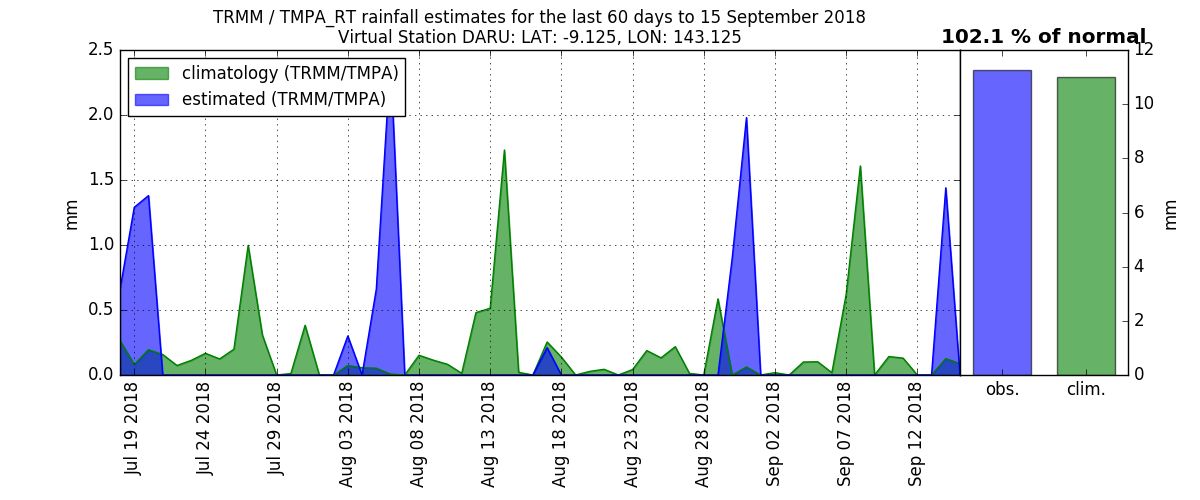 TRMM / TMPA_RT rainfall estimates for the last 60 days to 15 September 2018
Virtual Station DARU: LAT: -9.125, LON: 143.125
102.1 % of normal
climatology (TRMM/TMPA)
estimated (TRMM/TMPA)
2.5
2.0
1.5
1.0
0.5
0.0
mm
Jul 19 2018
Jul 24 2018
Jul 29 2018
Aug 03 2018
Aug 08 2018
Aug 13 2018
Aug 18 2018
Aug 23 2018
Aug 28 2018
Sep 02 2018
Sep 07 2018
Sep 12 2018
12
10
8
6
4
2
0
mm
obs.
clim.